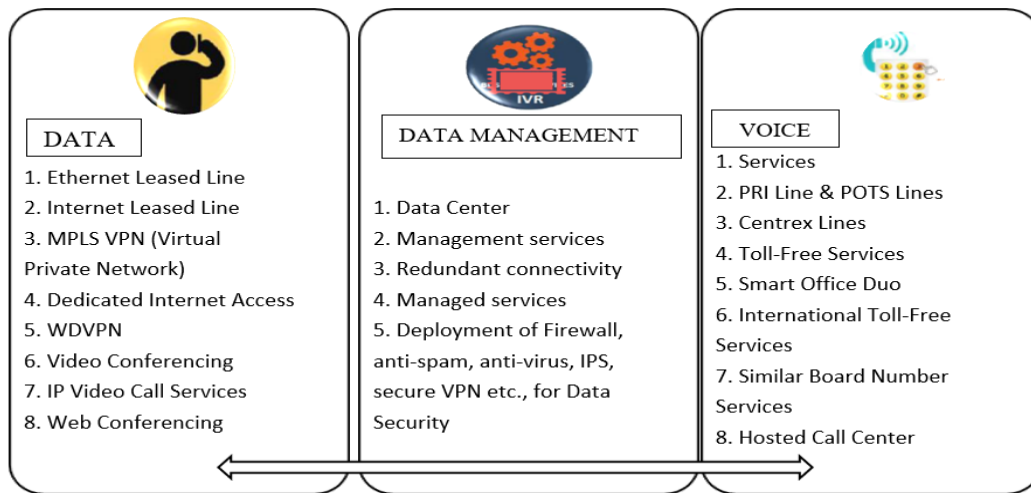 DATA
1. Ethernet Leased Line
2. Internet Leased Line
3. MPLS VPN (Virtual
Private Network)
4. Dedicated Internet Access
5. WDVPN
6. Video Conferencing
7. IP Video Call Services
8. Web Conferencing
IVR
DATA MANAGEMENT
1. Data Center
2. Management services
3. Redundant connectivity
4. Managed services
5. Deployment of Firewall,
anti-spam, anti-virus, IPS,
secure VPN etc., for Data
Security
VOICE
1. Services
2. PRI Line & POTS Lines
3. Centrex Lines
4. Toll-Free Services
5. Smart Office Duo
6. International Toll-Free
Services
7. Similar Board Number
Services
8. Hosted Call Center